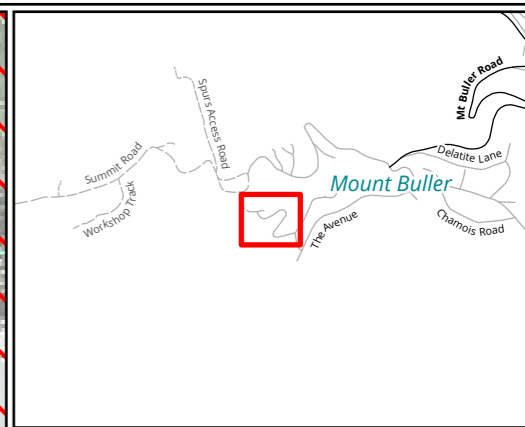 Mt Buller Road
Spurs Access Road
Delatite Lane
Summit Road
Mount Buller
Workshop Track
The Avenue
Chamois Road